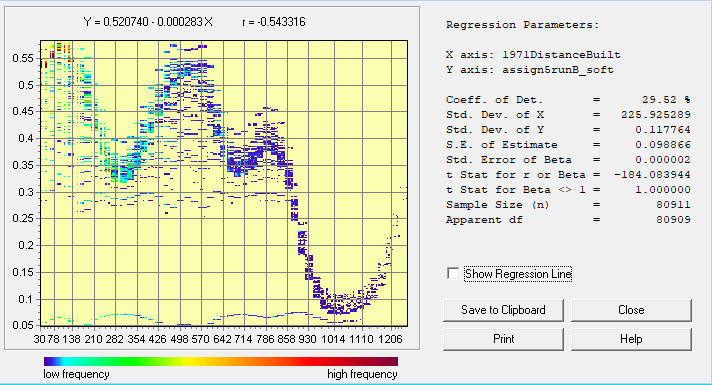 Y = 0.520740 - 0.000283 X r = -0.543316
0.55
0.5
0.45
0.4
0.35
0.3
0.25
0.2
0.15
0.1
0.05
30 78 138 210 282 354 426 498 570 642 714 786 858 930 1014 1110 1206
low frequency high frequency
Regression Parameters:
X axis: 1971DistanceBuilt
Y axis: assign5runB_soft
Coeff. of Det. = 29.52 %
Std. Dev. of X = 225.925289
Std. Dev. of Y = 0.117764
S.E. of Estimate = 0.098866
Std. Error of Beta = 0.000002
t Stat for r or Beta = -184.083944
t Stat for Beta <> 1 = 1.000000
Sample Size (n) = 80911
Apparent df = 80909
Show Regression Line
Save to Clipboard Close
Print Help